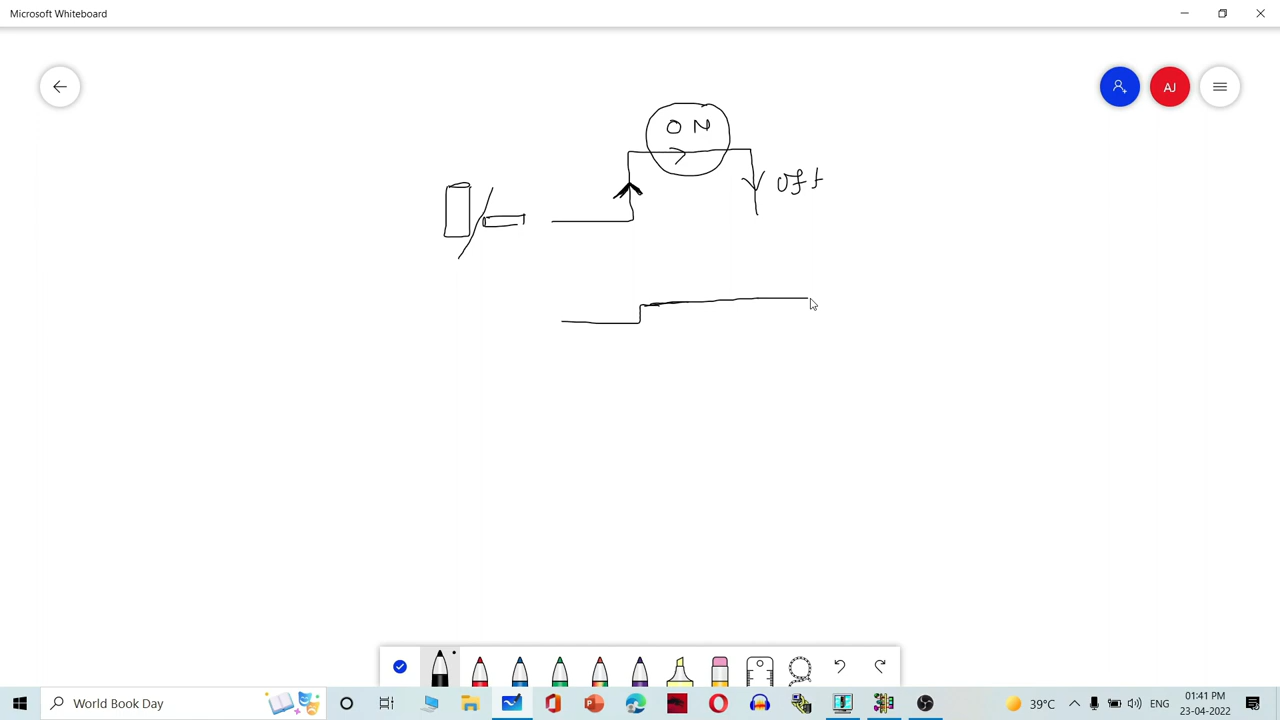 Microsoft Whiteboard
AJ
ON
Off
World Book Day
39°C
ENG
01:41 PM
23-04-2022